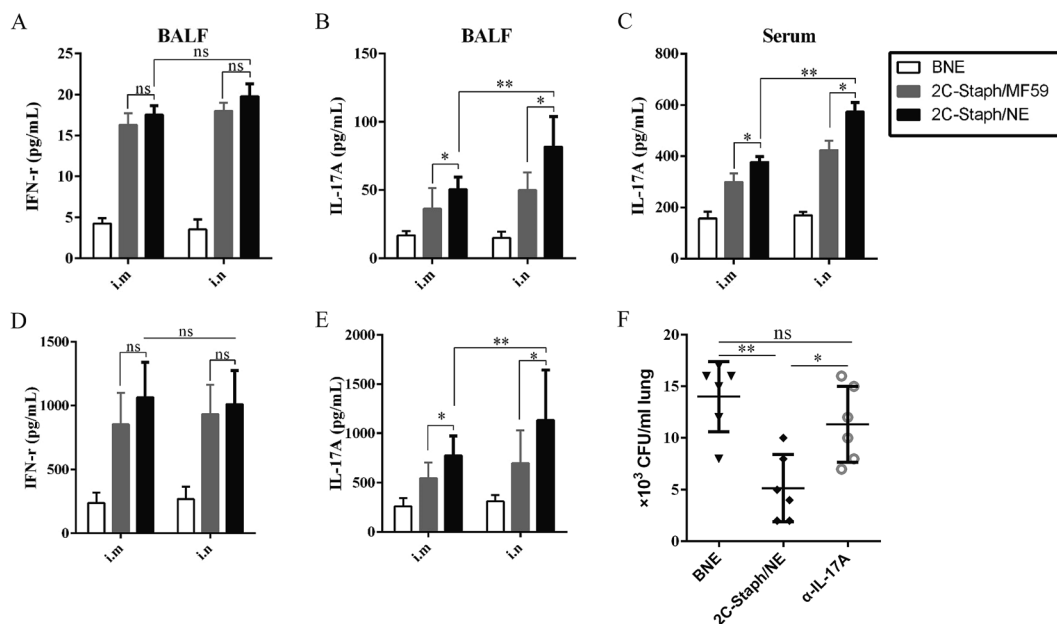 A
BALF
IFN-r (pg/mL)
25
20
15
10
5
0
ns
ns
ns
i.m
i.n
B
BALF
IL-17A (pg/mL)
150
100
50
0
*
**
*
i.m
i.n
C
Serum
IL-17A (pg/mL)
800
600
400
200
0
*
**
*
i.m
i.n
BNE
2C-Staph/MF59
2C-Staph/NE
D
IFN-r (pg/mL)
1500
1000
500
0
ns
ns
ns
i.m
i.n
E
IL-17A (pg/mL)
2000
1500
1000
500
0
*
**
*
i.m
i.n
F
×10³ CFU/ml lung
20
15
10
5
0
ns
**
*
BNE
2C-Staph/NE
α-IL-17A